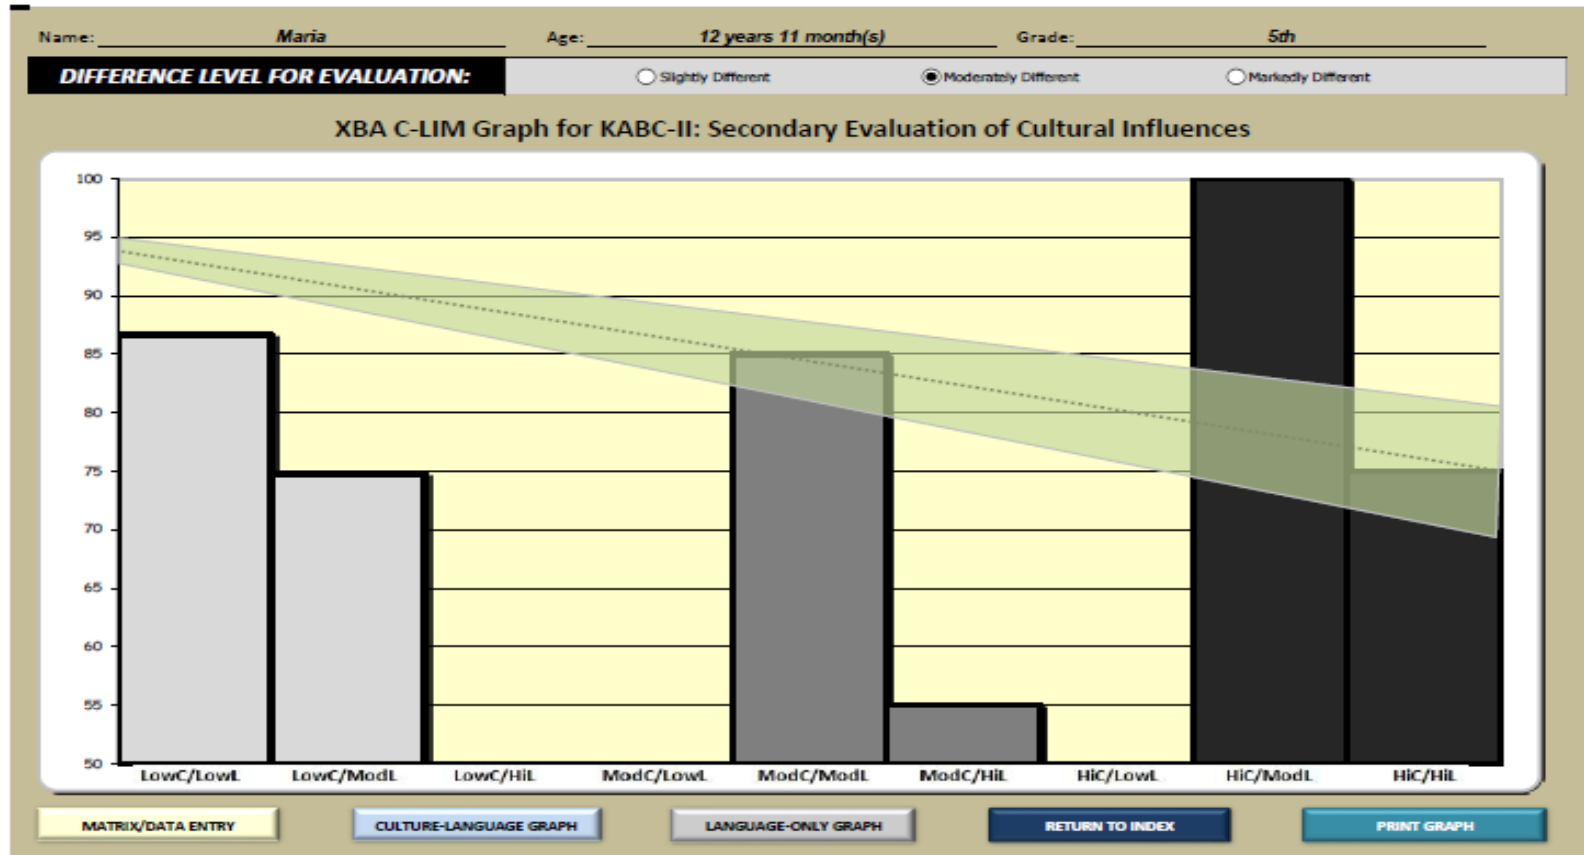 Name: Maria Age: 12 years 11 month(s) Grade: 5th
DIFFERENCE LEVEL FOR EVALUATION: Slightly Different Moderately Different Markedly Different
XBA C-LIM Graph for KABC-II: Secondary Evaluation of Cultural Influences
100
95
90
85
80
75
70
65
60
55
50
LowC/LowL LowC/ModL LowC/HiL ModC/LowL ModC/ModL ModC/HiL HiC/LowL HiC/ModL HiC/HiL
MATRIX/DATA ENTRY CULTURE-LANGUAGE GRAPH LANGUAGE-ONLY GRAPH RETURN TO INDEX PRINT GRAPH